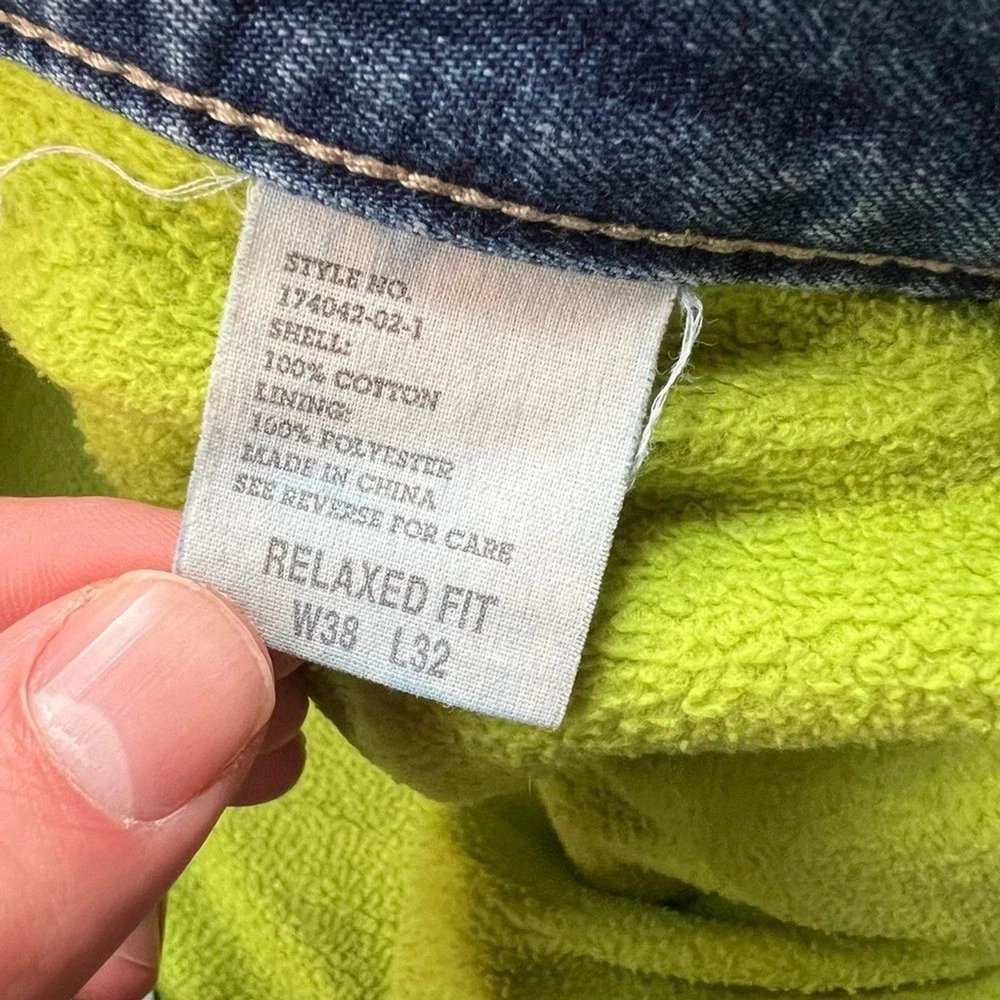 STYLE NO.
174042-02-1
SHELL:
100% COTTON
LINING:
100% POLYESTER
MADE IN CHINA
SEE REVERSE FOR CARE
RELAXED FIT
W38 L32